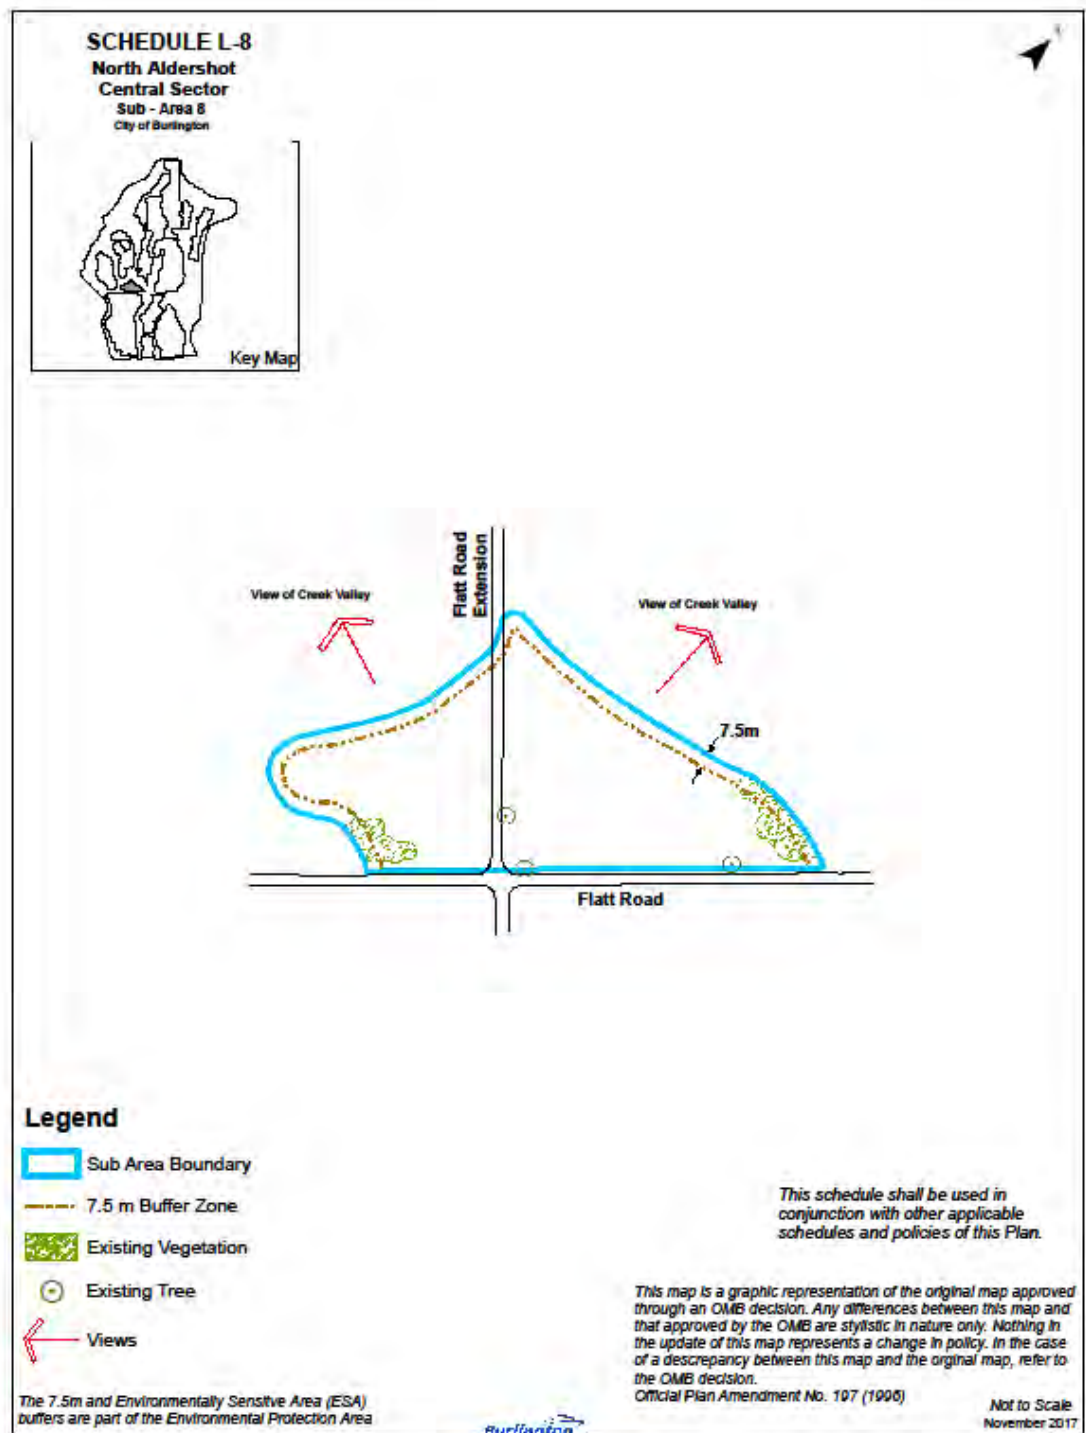 SCHEDULE L-8
North Aldershot
Central Sector
Sub - Area 8
City of Burlington
Key Map
Flatt Road
Extension
View of Creek Valley
View of Creek Valley
7.5m
Flatt Road
Legend
Sub Area Boundary
7.5 m Buffer Zone
Existing Vegetation
Existing Tree
Views
The 7.5m and Environmentally Sensitve Area (ESA)
buffers are part of the Environmental Protection Area
This schedule shall be used in
conjunction with other applicable
schedules and policies of this Plan.
This map is a graphic representation of the original map approved
through an OMB decision. Any differences between this map and
that approved by the OMB are stylistic in nature only. Nothing in
the update of this map represents a change in policy. In the case
of a descrepancy between this map and the orginal map, refer to
the OMB decision.
Official Plan Amendment No. 197 (1996)
Not to Scale
November 2017
Burlington